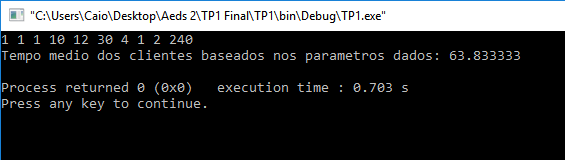 "C:\Users\Caio\Desktop\Aeds 2\TP1 Final\TP1\bin\Debug\TP1.exe"
1 1 1 10 12 30 4 1 2 240
Tempo medio dos clientes baseados nos parametros dados: 63.833333
Process returned 0 (0x0)   execution time : 0.703 s
Press any key to continue.